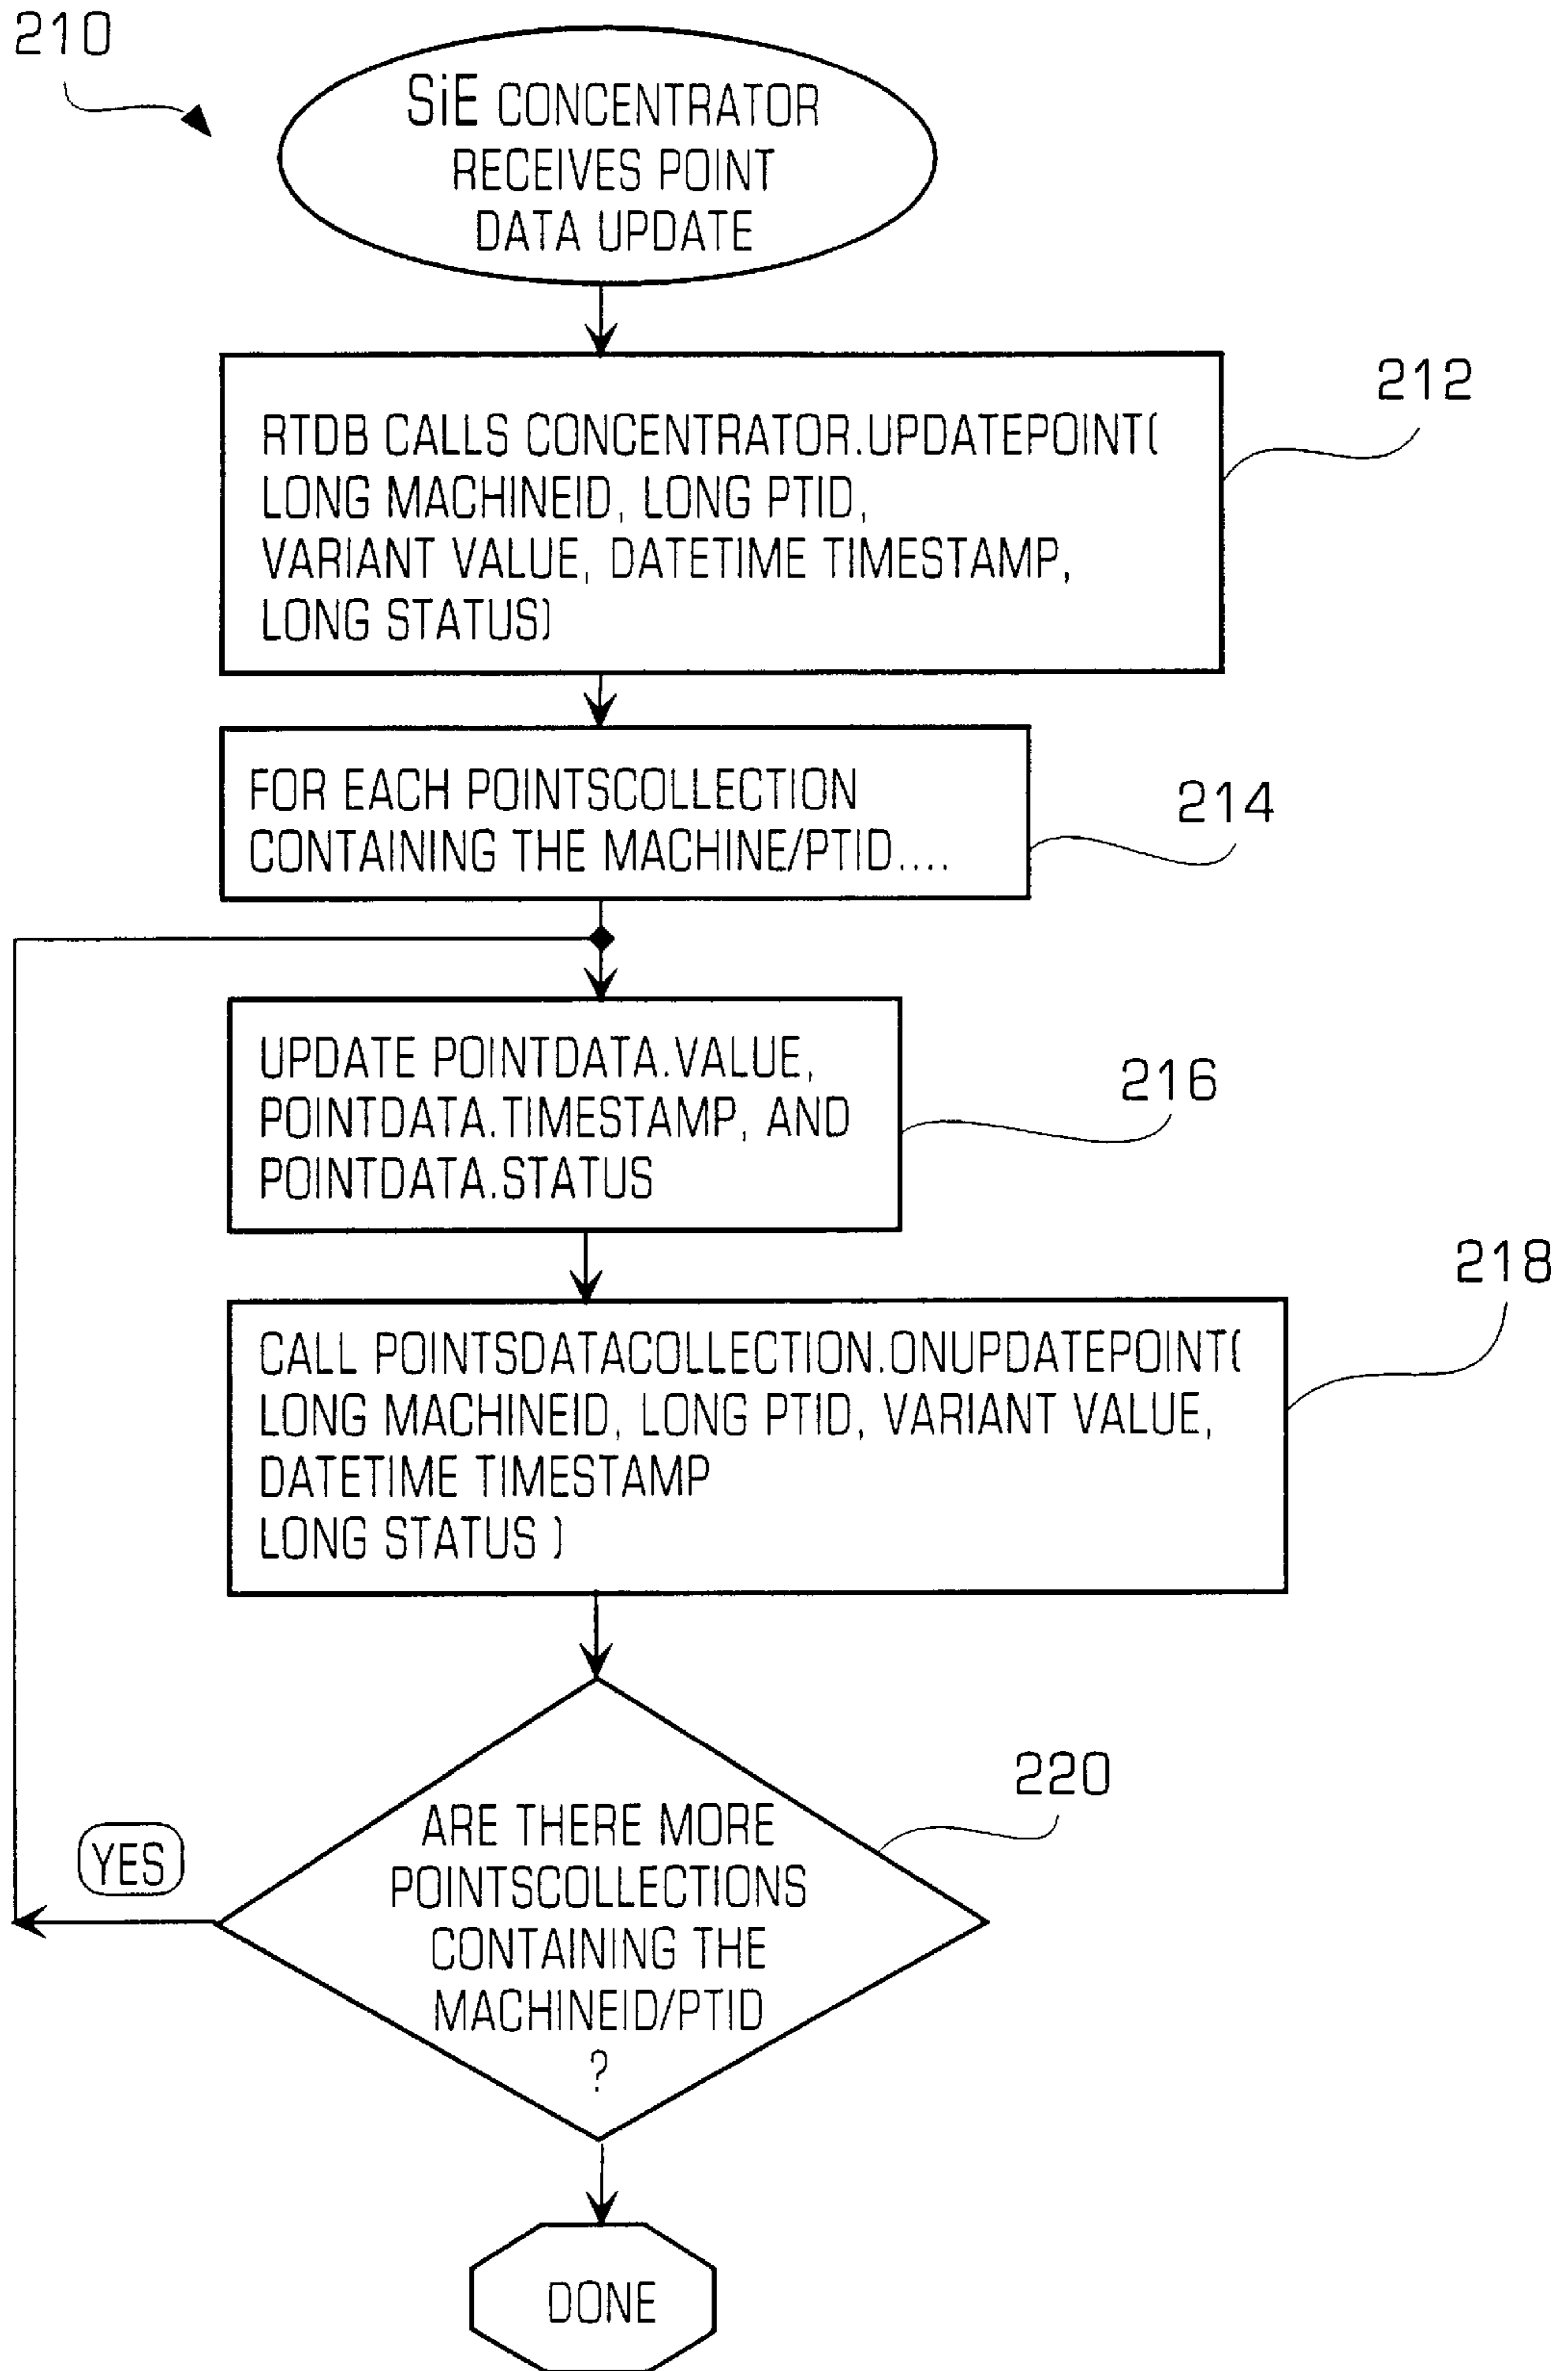 210
SiE CONCENTRATOR
RECEIVES POINT
DATA UPDATE
212
RTDB CALLS CONCENTRATOR.UPDATEPOINT(
LONG MACHINEID, LONG PTID,
VARIANT VALUE, DATETIME TIMESTAMP,
LONG STATUS)
214
FOR EACH POINTSCOLLECTION
CONTAINING THE MACHINE/PTID....
216
UPDATE POINTDATA.VALUE,
POINTDATA.TIMESTAMP, AND
POINTDATA.STATUS
218
CALL POINTSDATACOLLECTION.ONUPDATEPOINT(
LONG MACHINEID, LONG PTID, VARIANT VALUE,
DATETIME TIMESTAMP
LONG STATUS )
220
ARE THERE MORE
POINTSCOLLECTIONS
CONTAINING THE
MACHINEID/PTID
?
YES
DONE